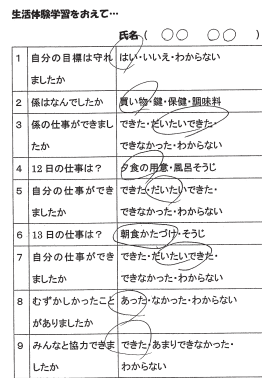 生活体験学習をおえて…
氏名（　○○　○○　）
1 自分の目標は守れ はい・いいえ・わからない
ましたか
2 係はなんでしたか 買い物・鍵・保健・調味料
3 係の仕事ができまし できた・だいたいできた・
たか できなかった・わからない
4 12日の仕事は？ 夕食の用意・風呂そうじ
5 自分の仕事ができ できた・だいたいできた・
ましたか できなかった・わからない
6 13日の仕事は？ 朝食かたづけ・そうじ
7 自分の仕事ができ できた・だいたいできた・
ましたか できなかった・わからない
8 むずかしかったこと あった・なかった・わからない
がありましたか
9 みんなと協力できま できた・あまりできなかった・
したか わからない